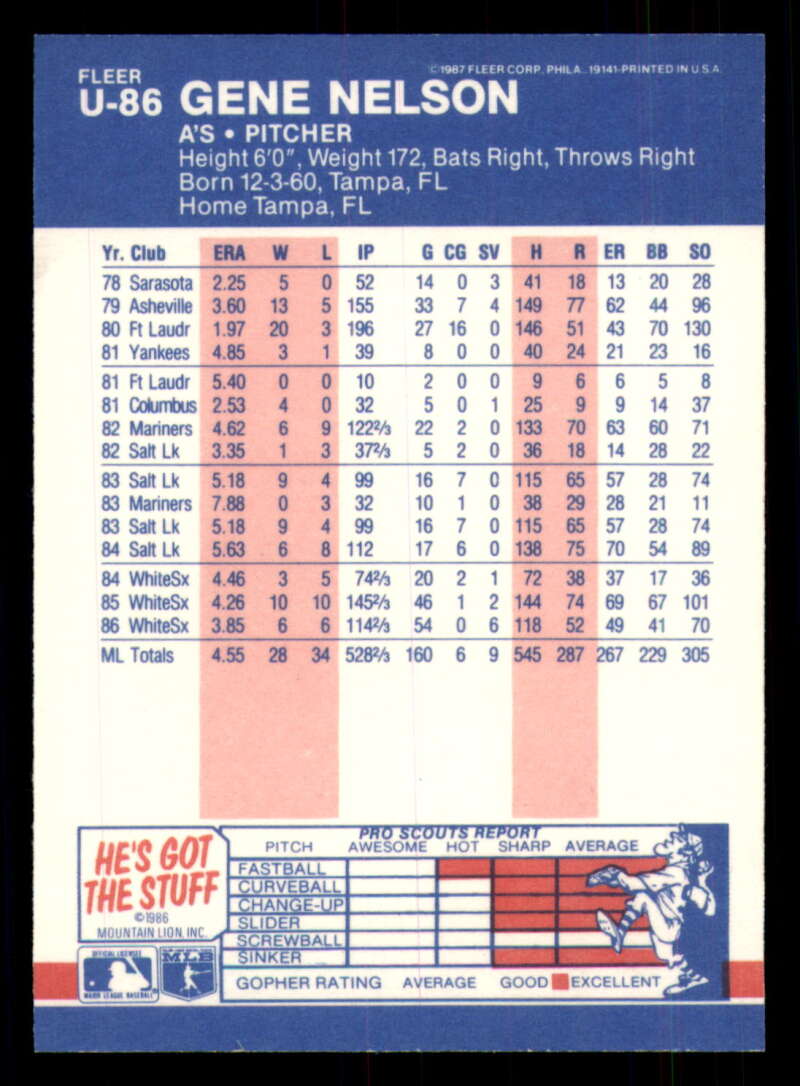 FLEER
©1987 FLEER CORP. PHILA., 19141-PRINTED IN U.S.A.
U-86 GENE NELSON
A'S • PITCHER
Height 6'0", Weight 172, Bats Right, Throws Right
Born 12-3-60, Tampa, FL
Home Tampa, FL
Yr. Club ERA W L IP G CG SV H R ER BB SO
78 Sarasota 2.25 5 0 52 14 0 3 41 18 13 20 28
79 Asheville 3.60 13 5 155 33 7 4 149 77 62 44 96
80 Ft Laudr 1.97 20 3 196 27 16 0 146 51 43 70 130
81 Yankees 4.85 3 1 39 8 0 0 40 24 21 23 16
81 Ft Laudr 5.40 0 0 10 2 0 0 9 6 6 5 8
81 Columbus 2.53 4 0 32 5 0 1 25 9 9 14 37
82 Mariners 4.62 6 9 122⅔ 22 2 0 133 70 63 60 71
82 Salt Lk 3.35 1 3 37⅔ 5 2 0 36 18 14 28 22
83 Salt Lk 5.18 9 4 99 16 7 0 115 65 57 28 74
83 Mariners 7.88 0 3 32 10 1 0 38 29 28 21 11
83 Salt Lk 5.18 9 4 99 16 7 0 115 65 57 28 74
84 Salt Lk 5.63 6 8 112 17 6 0 138 75 70 54 89
84 WhiteSx 4.46 3 5 74⅔ 20 2 1 72 38 37 17 36
85 WhiteSx 4.26 10 10 145⅔ 46 1 2 144 74 69 67 101
86 WhiteSx 3.85 6 6 114⅔ 54 0 6 118 52 49 41 70
ML Totals 4.55 28 34 528⅔ 160 6 9 545 287 267 229 305
HE'S GOT
THE STUFF
©1986
MOUNTAIN LION, INC.
PRO SCOUTS REPORT
PITCH AWESOME HOT SHARP AVERAGE
FASTBALL
CURVEBALL
CHANGE-UP
SLIDER
SCREWBALL
SINKER
GOPHER RATING AVERAGE GOOD EXCELLENT
OFFICIAL LICENSEE
MAJOR LEAGUE BASEBALL
MLB